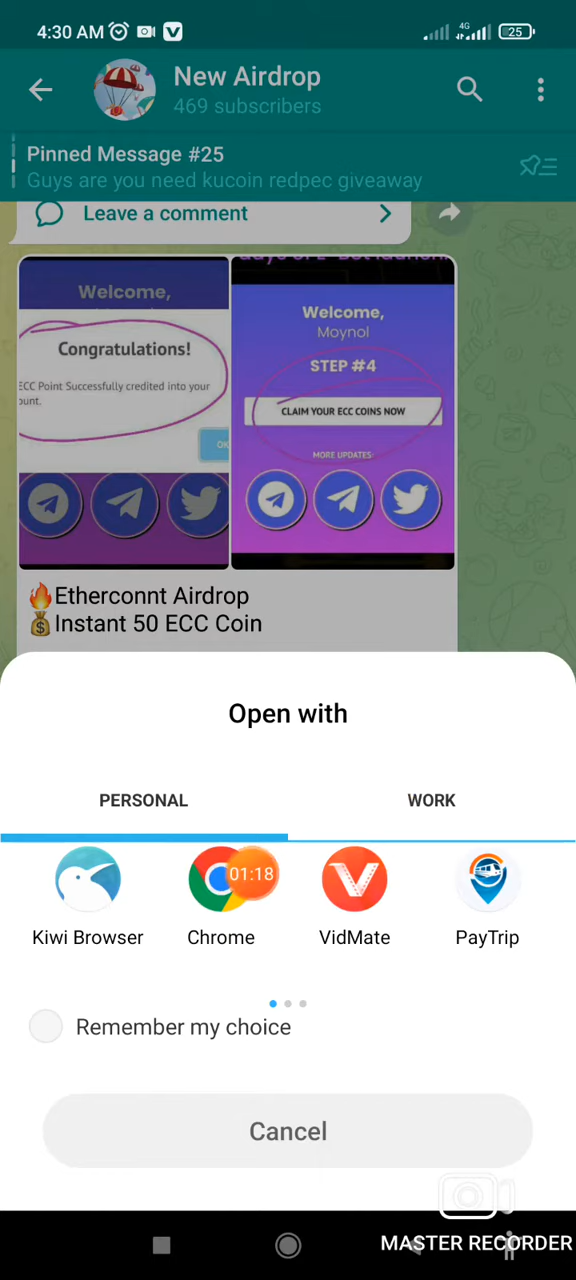 4:30 AM
4G
25
New Airdrop
469 subscribers
Pinned Message #25
Guys are you need kucoin redpec giveaway
Leave a comment
Welcome,
Congratulations!
ECC Point Successfully credited into your
ount.
OK
Welcome,
Moynol
STEP #4
CLAIM YOUR ECC COINS NOW
MORE UPDATES:
🔥Etherconnt Airdrop
💰Instant 50 ECC Coin
Open with
PERSONAL
WORK
01:18
Kiwi Browser
Chrome
VidMate
PayTrip
Remember my choice
Cancel
MASTER RECORDER